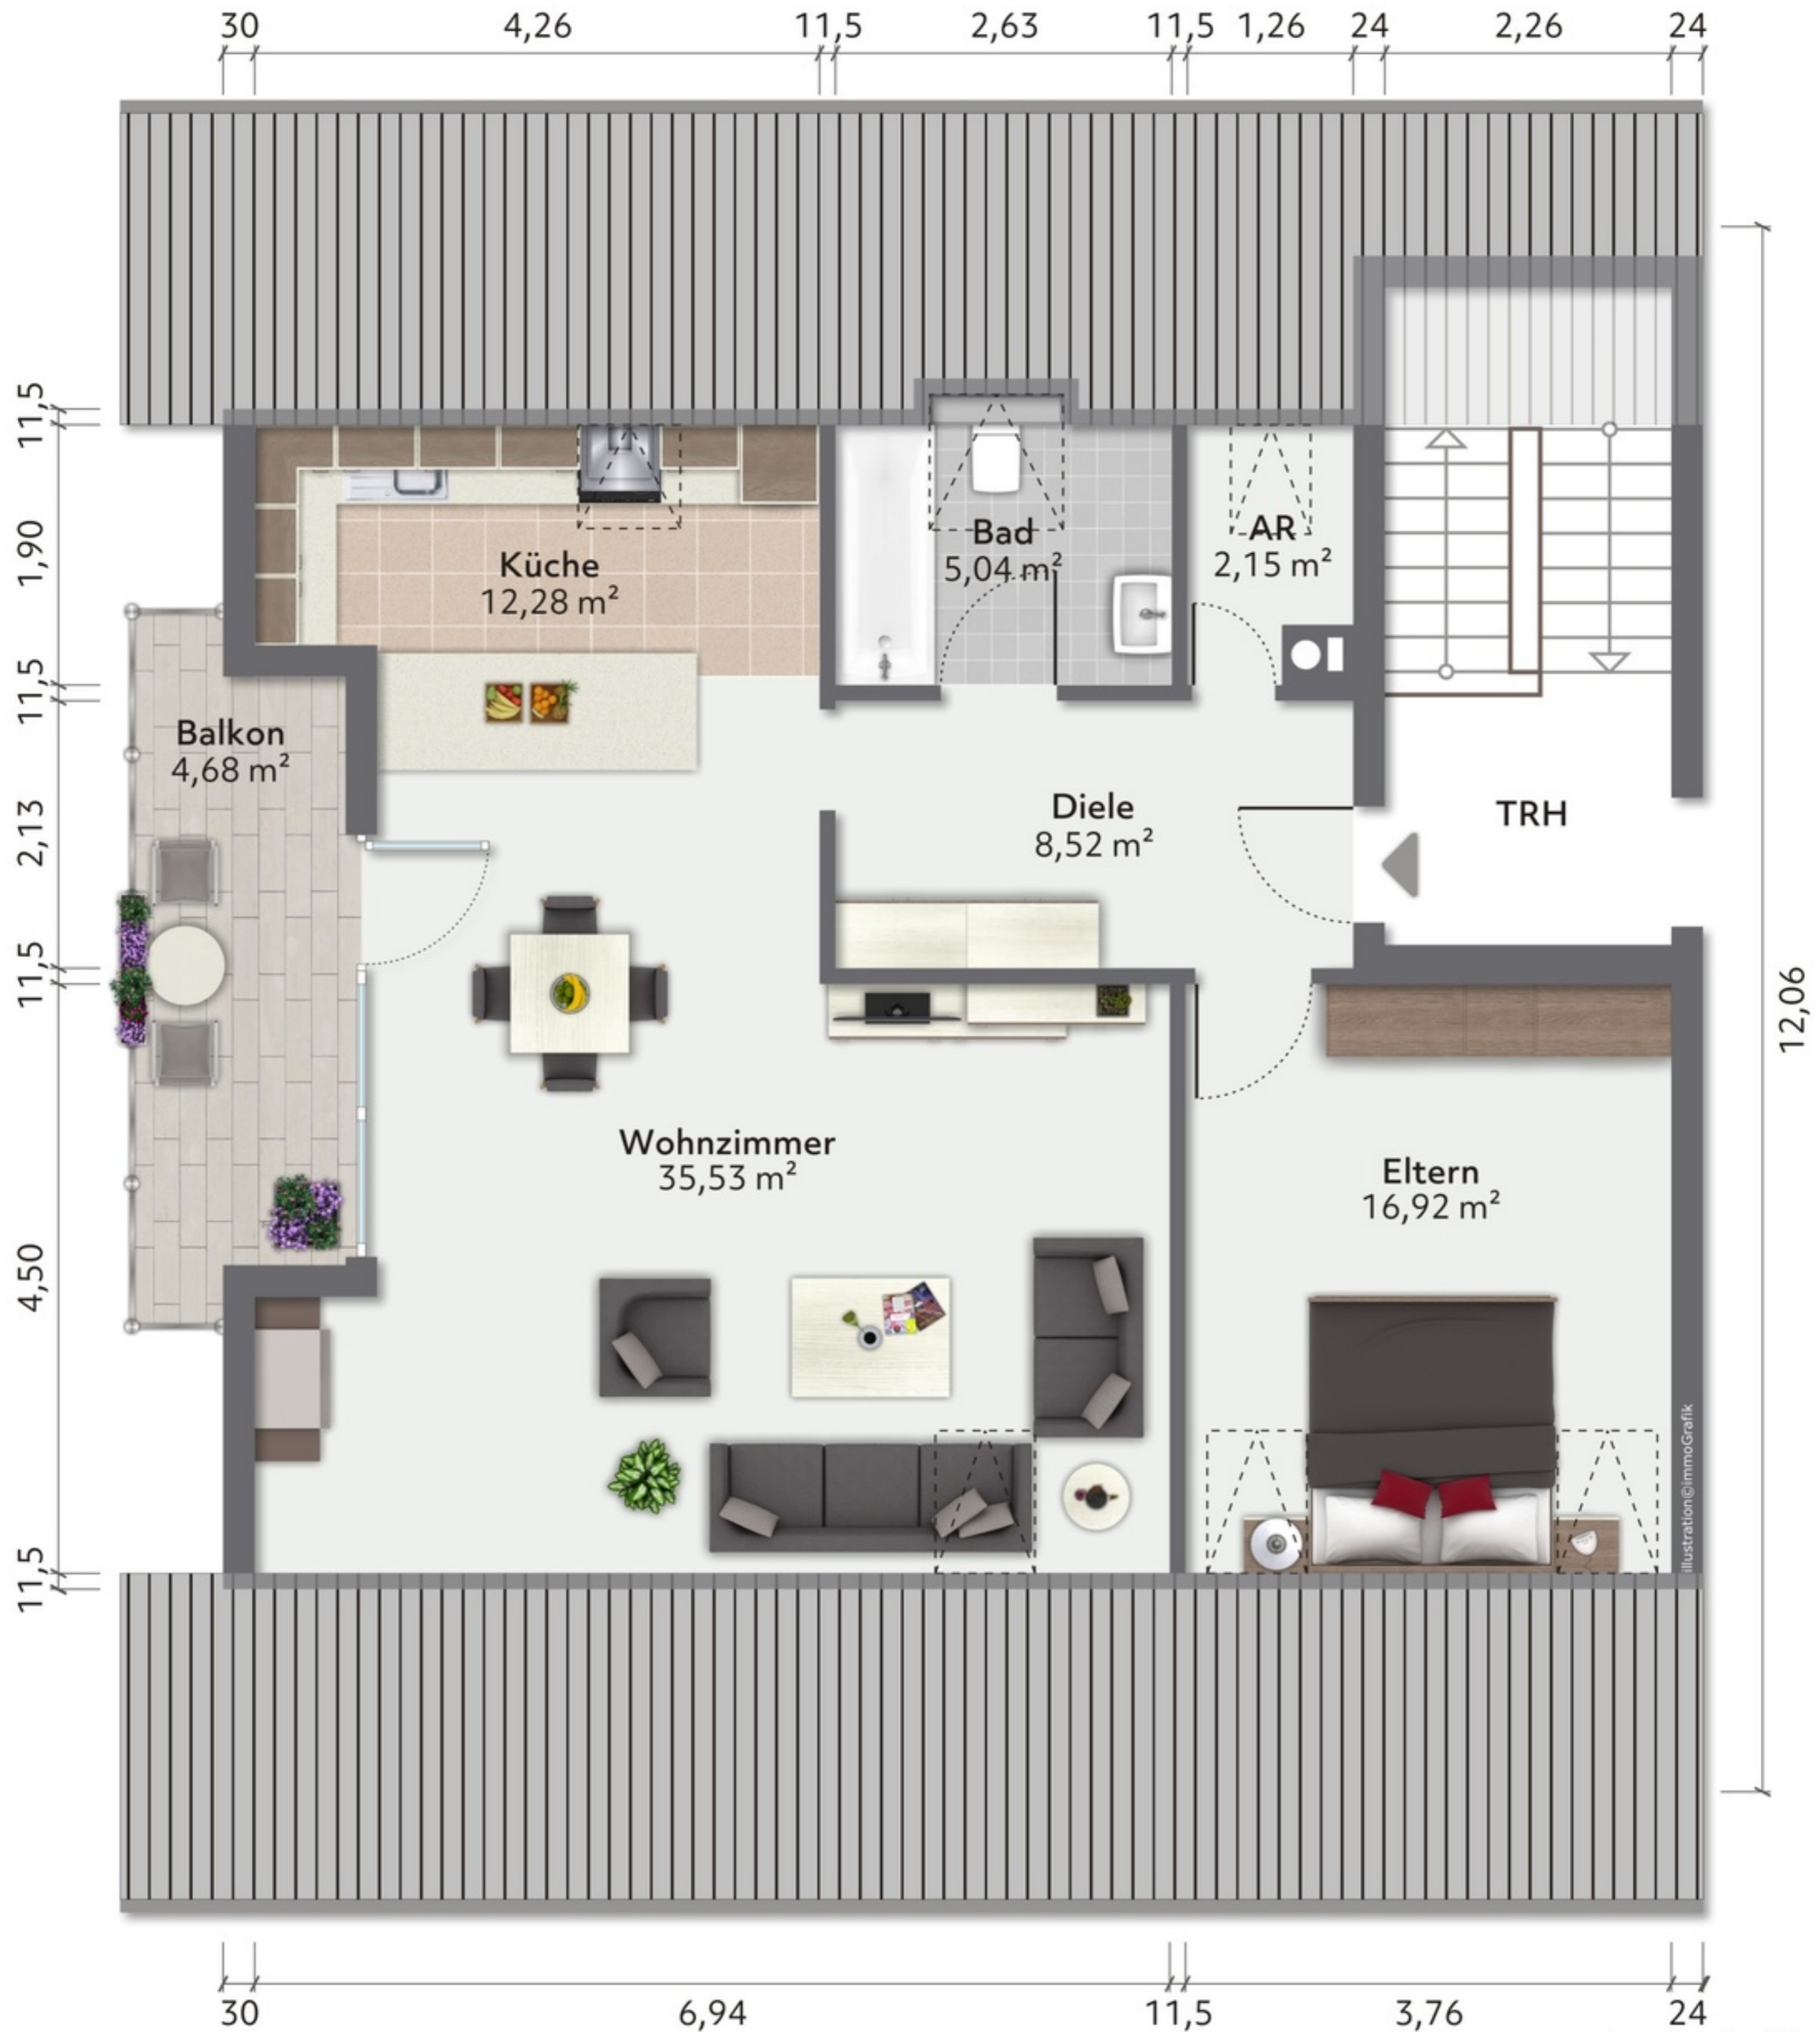 30 4,26 11,5 2,63 11,5 1,26 24 2,26 24
11,5
1,90
11,5
2,13
11,5
4,50
11,5
Küche
12,28 m²
Bad
5,04 m²
AR
2,15 m²
Balkon
4,68 m²
Diele
8,52 m²
TRH
12,06
Wohnzimmer
35,53 m²
Eltern
16,92 m²
illustration©immoGrafik
30 6,94 11,5 3,76 24